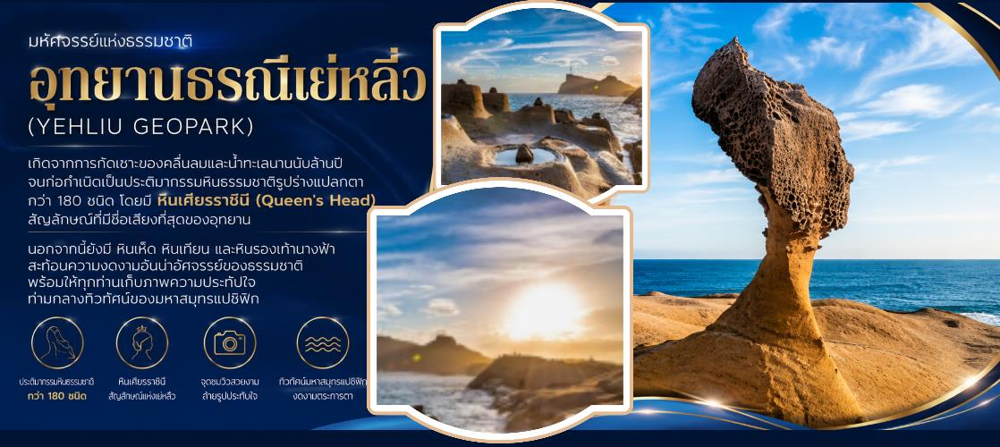 มหัศจรรย์แห่งธรรมชาติ
อุทยานธรณีเย่หลิ่ว
(YEHLIU GEOPARK)
เกิดจากการกัดเซาะของคลื่นลมและน้ำทะเลนานนับล้านปี
จนก่อกำเนิดเป็นประติมากรรมหินธรรมชาติรูปร่างแปลกตา
กว่า 180 ชนิด โดยมี หินเศียรราชินี (Queen's Head)
สัญลักษณ์ที่มีชื่อเสียงที่สุดของอุทยาน
นอกจากนี้ยังมี หินเห็ด หินเทียน และหินรองเท้านางฟ้า
สะท้อนความงดงามอันน่าอัศจรรย์ของธรรมชาติ
พร้อมให้ทุกท่านเก็บภาพความประทับใจ
ท่ามกลางทิวทัศน์ของมหาสมุทรแปซิฟิก
ประติมากรรมหินธรรมชาติ
กว่า 180 ชนิด
หินเศียรราชินี
สัญลักษณ์แห่งเย่หลิ่ว
จุดชมวิวสวยงาม
ถ่ายรูปประทับใจ
ทิวทัศน์มหาสมุทรแปซิฟิก
งดงามตระการตา